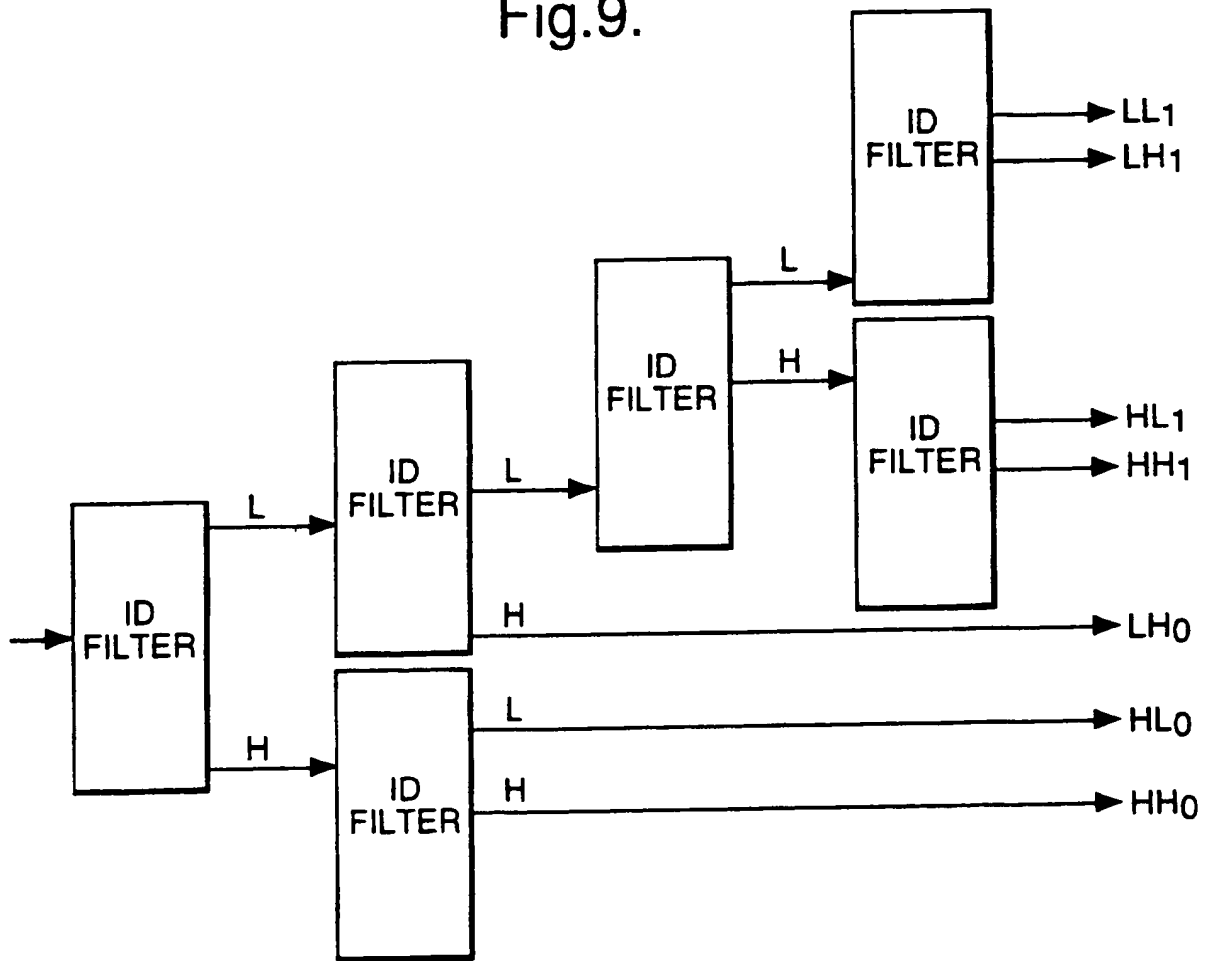 Fig.9.
ID
FILTER
LL1
LH1
L
H
ID
FILTER
ID
FILTER
HL1
HH1
L
H
ID
FILTER
L
H
ID
FILTER
LH0
L
H
ID
FILTER
HL0
HH0